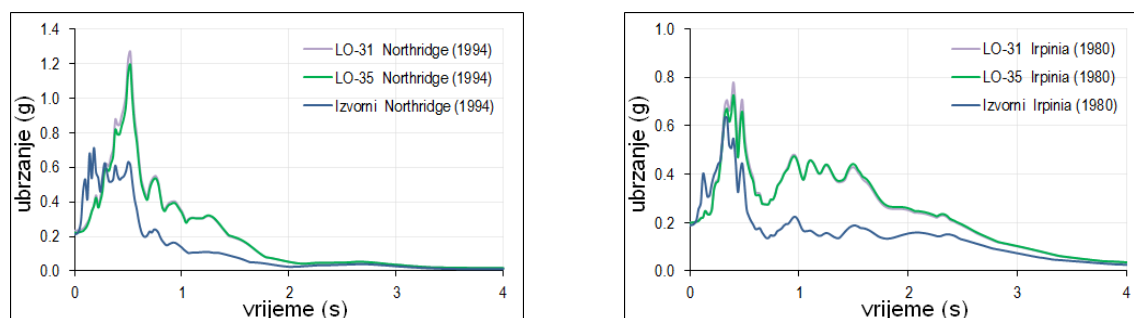 1.4
1.2
1.0
0.8
0.6
0.4
0.2
0.0
ubrzanje (g)
LO-31 Northridge (1994)
LO-35 Northridge (1994)
Izvorni Northridge (1994)
0 1 2 3 4
vrijeme (s)
1.0
0.8
0.6
0.4
0.2
0.0
ubrzanje (g)
LO-31 Irpinia (1980)
LO-35 Irpinia (1980)
Izvorni Irpinia (1980)
0 1 2 3 4
vrijeme (s)